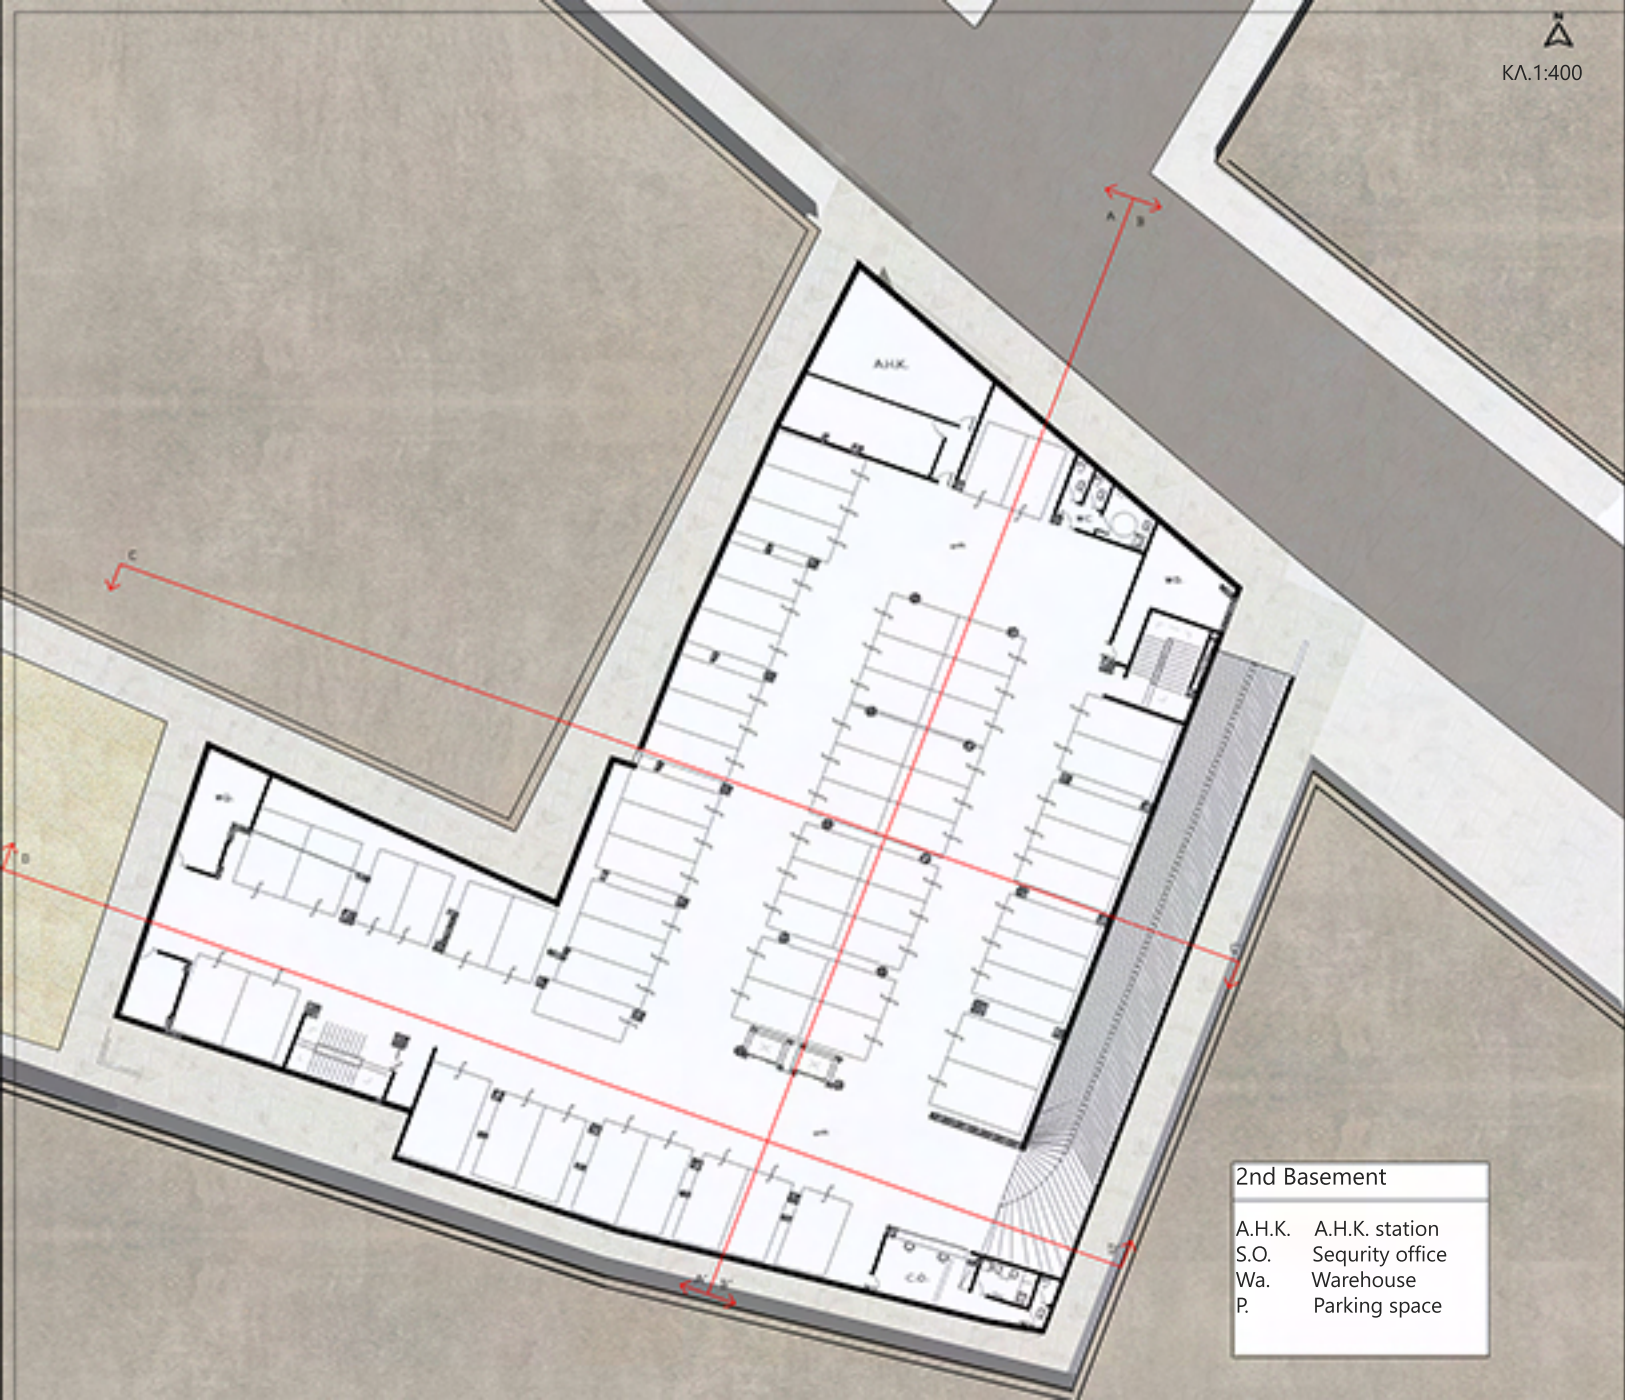 N
ΚΛ.1:400
A B
A.H.K.
C
D
2nd Basement
A.H.K. A.H.K. station
S.O. Sequrity office
Wa. Warehouse
P. Parking space